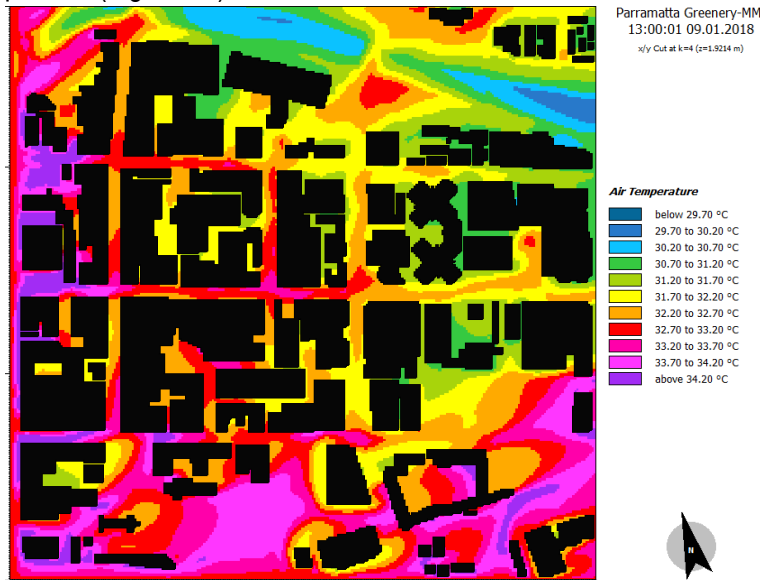 Parramatta Greenery-MM
13:00:01 09.01.2018
x/y Cut at k=4 (z=1.9214 m)
Air Temperature
below 29.70 °C
29.70 to 30.20 °C
30.20 to 30.70 °C
30.70 to 31.20 °C
31.20 to 31.70 °C
31.70 to 32.20 °C
32.20 to 32.70 °C
32.70 to 33.20 °C
33.20 to 33.70 °C
33.70 to 34.20 °C
above 34.20 °C
N